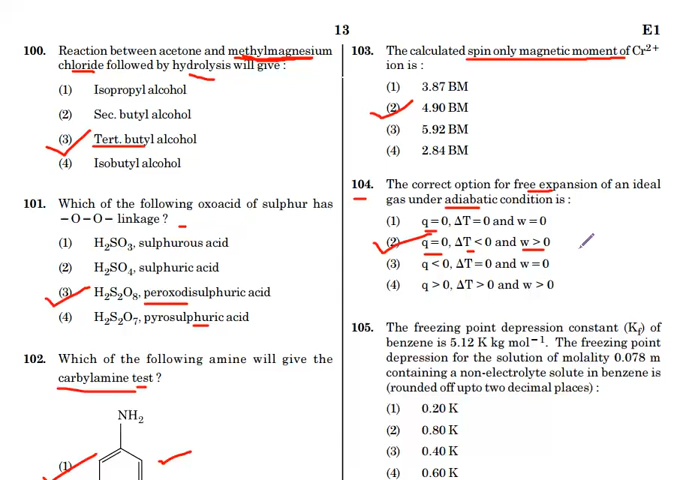 13
E1
100. Reaction between acetone and methylmagnesium
chloride followed by hydrolysis will give :
(1) Isopropyl alcohol
(2) Sec. butyl alcohol
(3) Tert. butyl alcohol
(4) Isobutyl alcohol
101. Which of the following oxoacid of sulphur has
−O−O− linkage ?
(1) H₂SO₃, sulphurous acid
(2) H₂SO₄, sulphuric acid
(3) H₂S₂O₈, peroxodisulphuric acid
(4) H₂S₂O₇, pyrosulphuric acid
102. Which of the following amine will give the
carbylamine test ?
NH₂
(1)
103. The calculated spin only magnetic moment of Cr²⁺
ion is :
(1) 3.87 BM
(2) 4.90 BM
(3) 5.92 BM
(4) 2.84 BM
104. The correct option for free expansion of an ideal
gas under adiabatic condition is :
(1) q = 0, ΔT = 0 and w = 0
(2) q = 0, ΔT < 0 and w > 0
(3) q < 0, ΔT = 0 and w = 0
(4) q > 0, ΔT > 0 and w > 0
105. The freezing point depression constant (K_f) of
benzene is 5.12 K kg mol⁻¹. The freezing point
depression for the solution of molality 0.078 m
containing a non-electrolyte solute in benzene is
(rounded off upto two decimal places) :
(1) 0.20 K
(2) 0.80 K
(3) 0.40 K
(4) 0.60 K